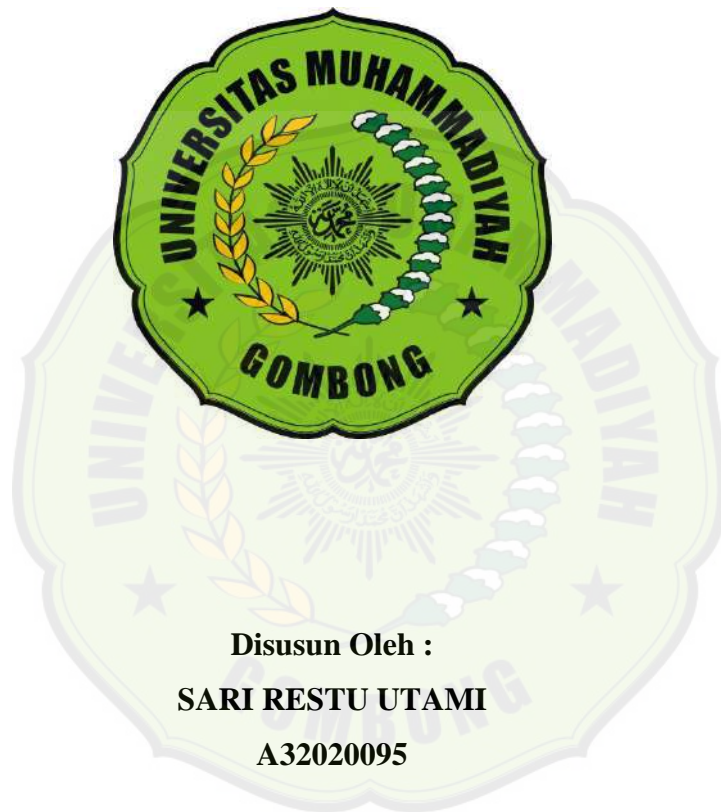 UNIVERSITAS MUHAMMADIYAH
GOMBONG
Disusun Oleh :
SARI RESTU UTAMI
A32020095